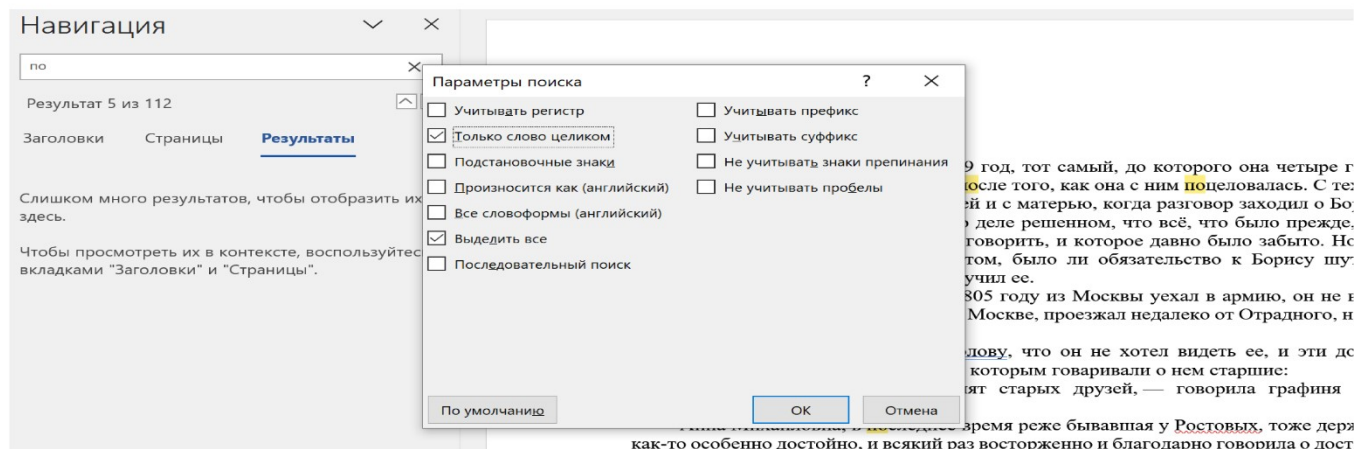 Навигация
по
Результат 5 из 112
Заголовки Страницы Результаты
Слишком много результатов, чтобы отобразить их
здесь.
Чтобы просмотреть их в контексте, воспользуйтес
вкладками "Заголовки" и "Страницы".
Параметры поиска ?
Учитывать регистр
Только слово целиком
Подстановочные знаки
Произносится как (английский)
Все словоформы (английский)
Выделить все
Последовательный поиск
Учитывать префикс
Учитывать суффикс
Не учитывать знаки препинания
Не учитывать пробелы
По умолчанию ОК Отмена
9 год, тот самый, до которого она четыре г
после того, как она с ним поцеловалась. С тех
ей и с матерью, когда разговор заходил о Бор
деле решенном, что всё, что было прежде,
говорить, и которое давно было забыто. Но
том, было ли обязательство к Борису шут
учил ее.
805 году из Москвы уехал в армию, он не в
Москве, проезжал недалеко от Отрадного, н
лову, что он не хотел видеть ее, и эти до
которым говаривали о нем старшие:
ят старых друзей, — говорила графиня
Анна Михайловна, в последнее время реже бывавшая у Ростовых, тоже держ
как-то особенно достойно, и всякий раз восторженно и благодарно говорила о дост